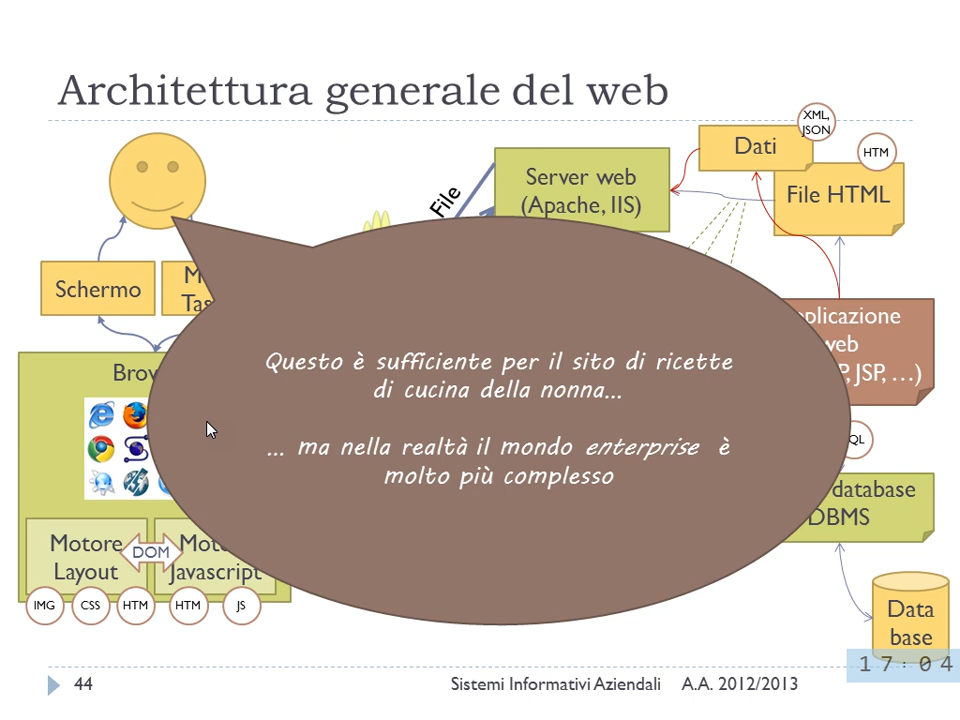 Architettura generale del web
XML,
JSON
Dati
HTM
File HTML
Server web
(Apache, IIS)
File
Schermo
web
JSP, …)
Questo è sufficiente per il sito di ricette
di cucina della nonna...
... ma nella realtà il mondo enterprise è
molto più complesso
database
DBMS
Motore
Layout
DOM
Javascript
IMG
CSS
HTM
HTM
JS
Data
base
44
Sistemi Informativi Aziendali
A.A. 2012/2013
17:04